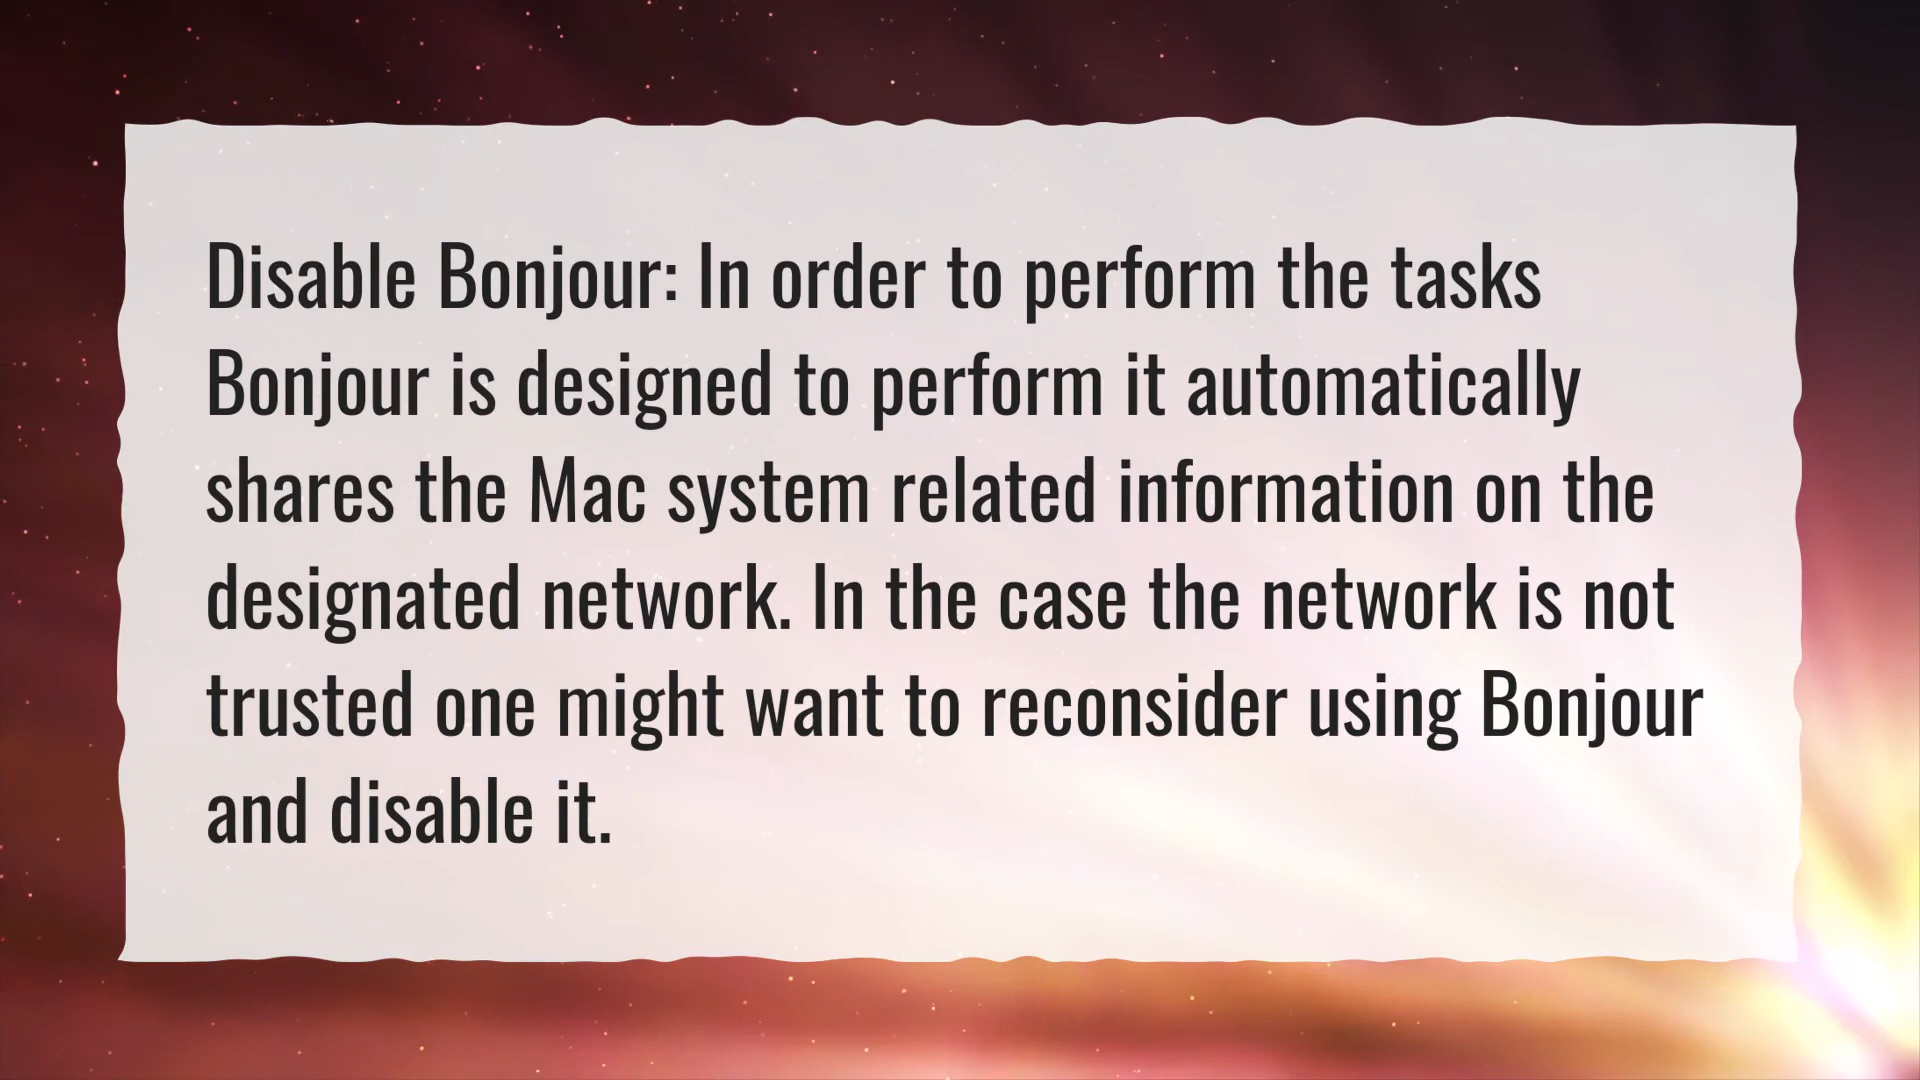 Disable Bonjour: In order to perform the tasks
Bonjour is designed to perform it automatically
shares the Mac system related information on the
designated network. In the case the network is not
trusted one might want to reconsider using Bonjour
and disable it.